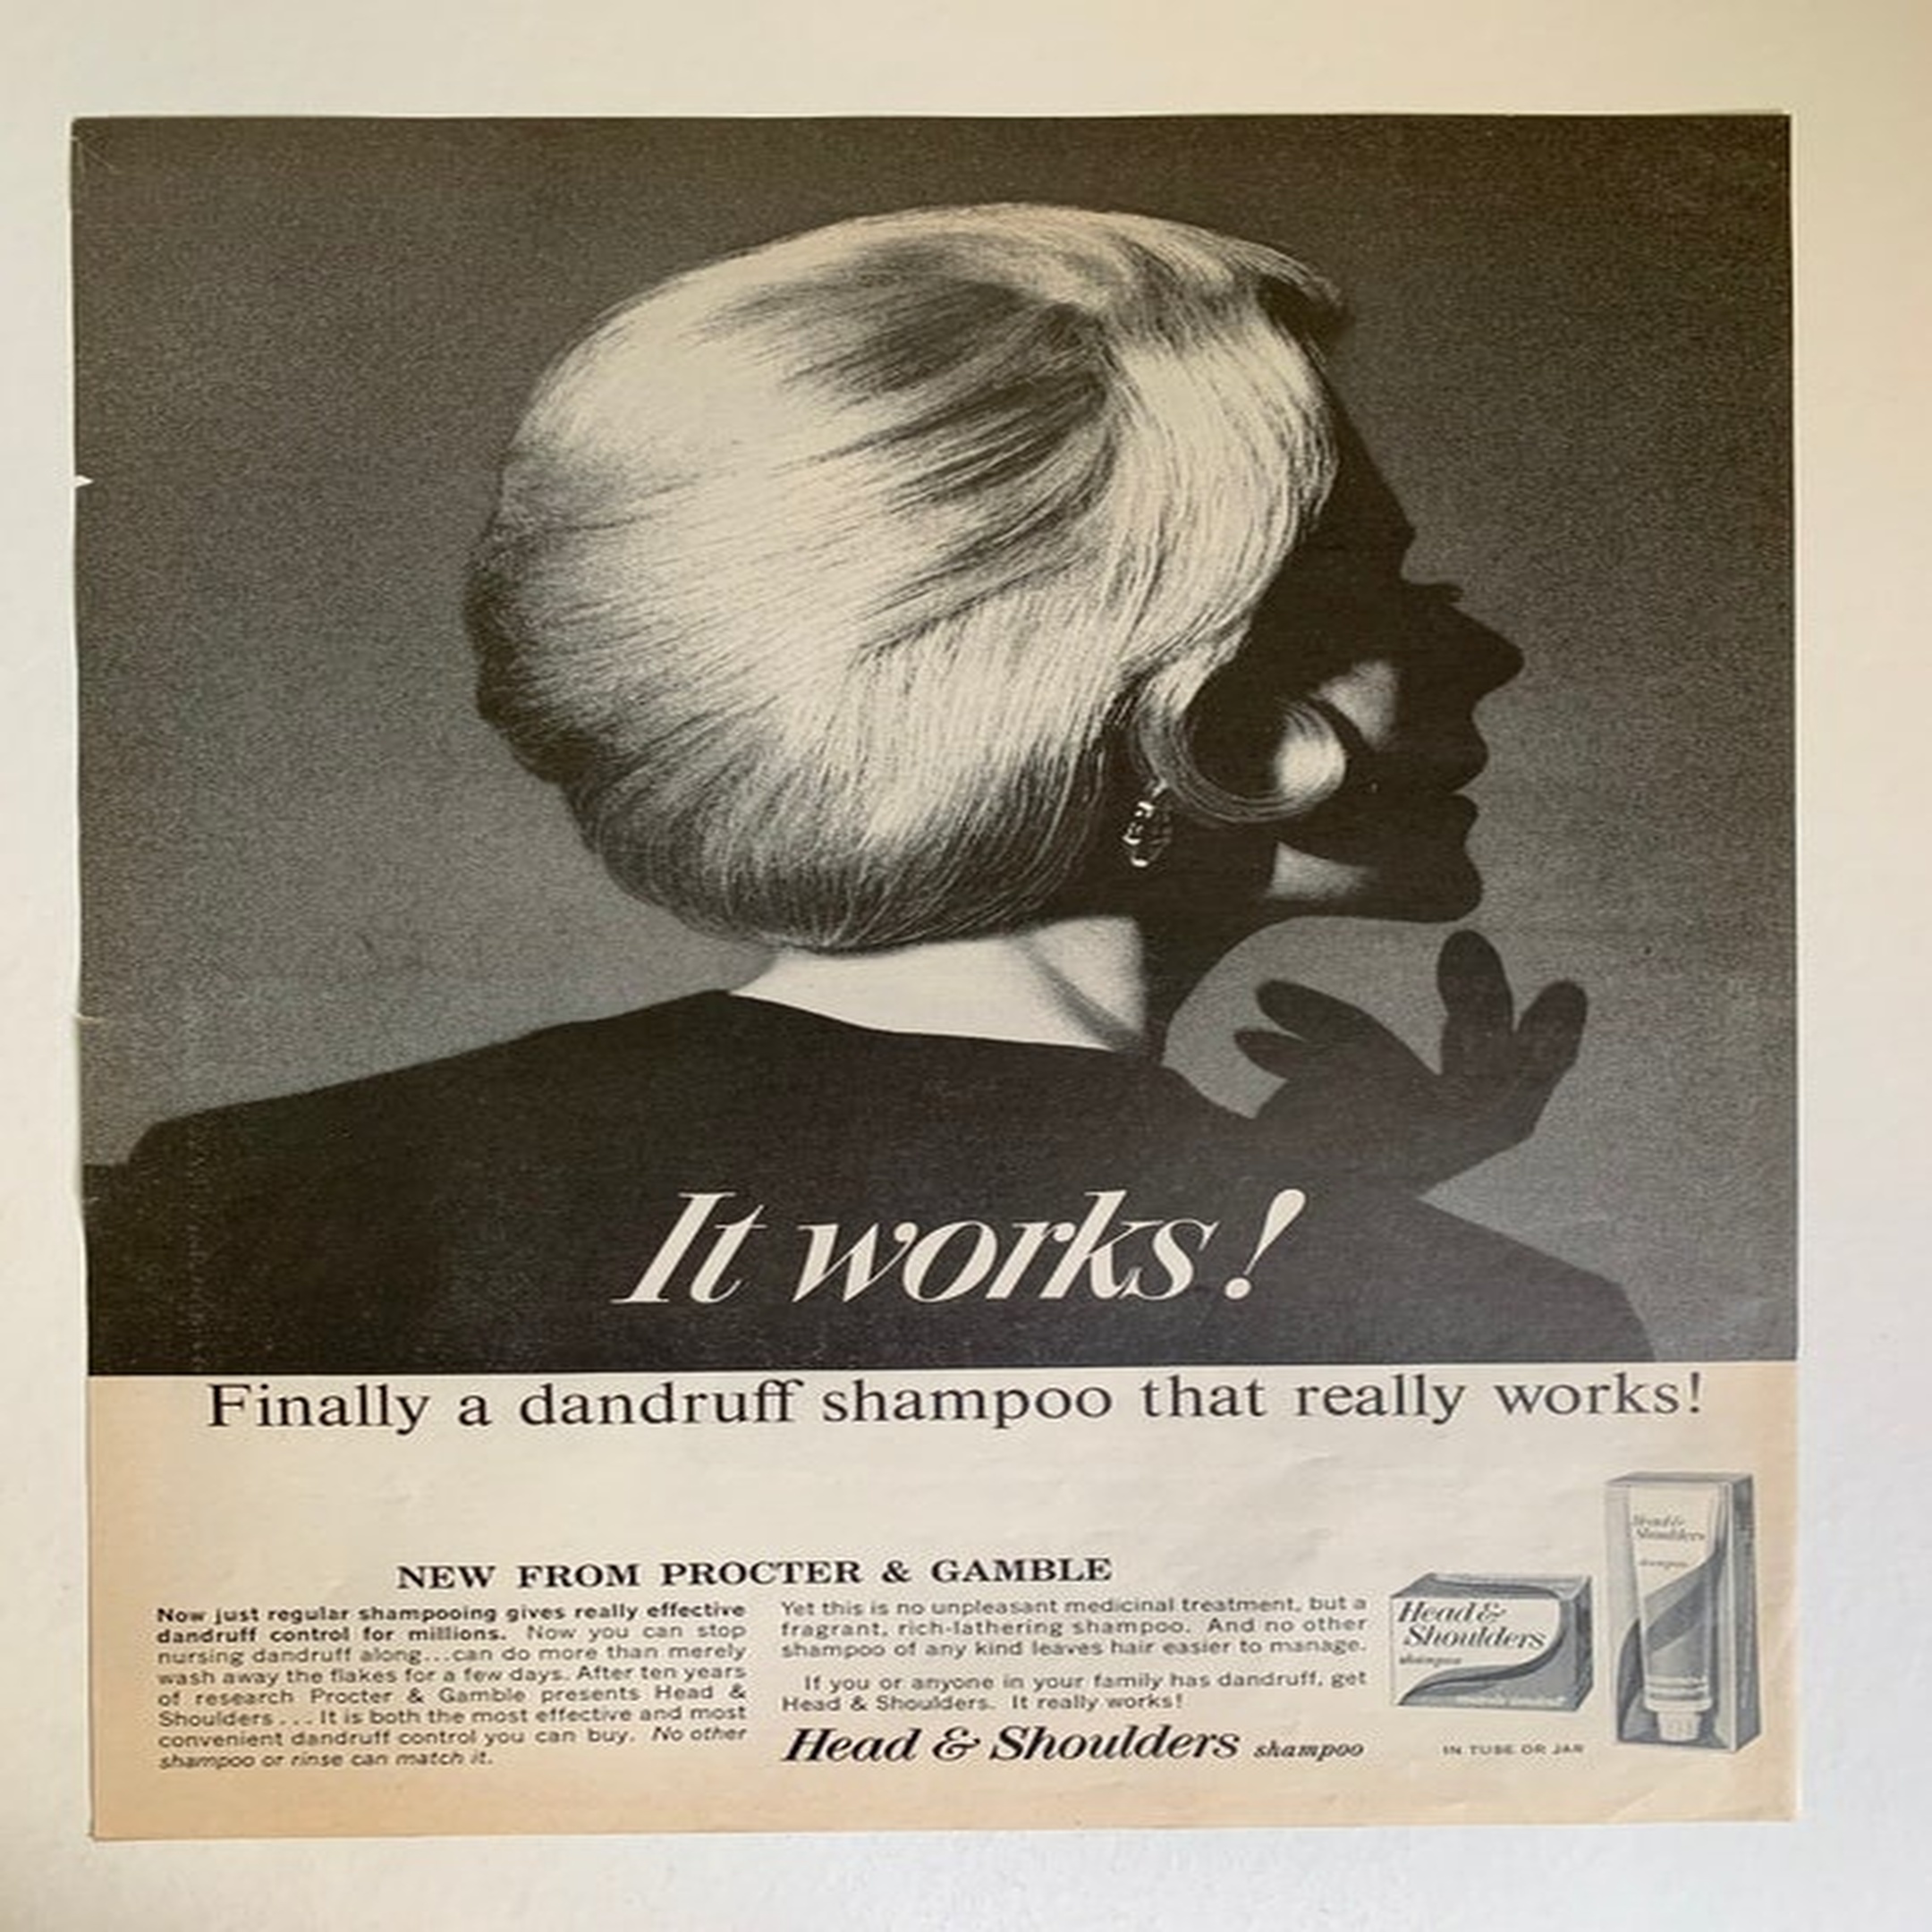 It works!
Finally a dandruff shampoo that really works!
NEW FROM PROCTER & GAMBLE
Now just regular shampooing gives really effective
dandruff control for millions. Now you can stop
nursing dandruff along...can do more than merely
wash away the flakes for a few days. After ten years
of research Procter & Gamble presents Head &
Shoulders... It is both the most effective and most
convenient dandruff control you can buy. No other
shampoo or rinse can match it.
Yet this is no unpleasant medicinal treatment, but a
fragrant, rich-lathering shampoo. And no other
shampoo of any kind leaves hair easier to manage.
If you or anyone in your family has dandruff, get
Head & Shoulders. It really works!
Head & Shoulders shampoo
Head &
Shoulders
shampoo
Head &
Shoulders
shampoo
IN TUBE OR JAR